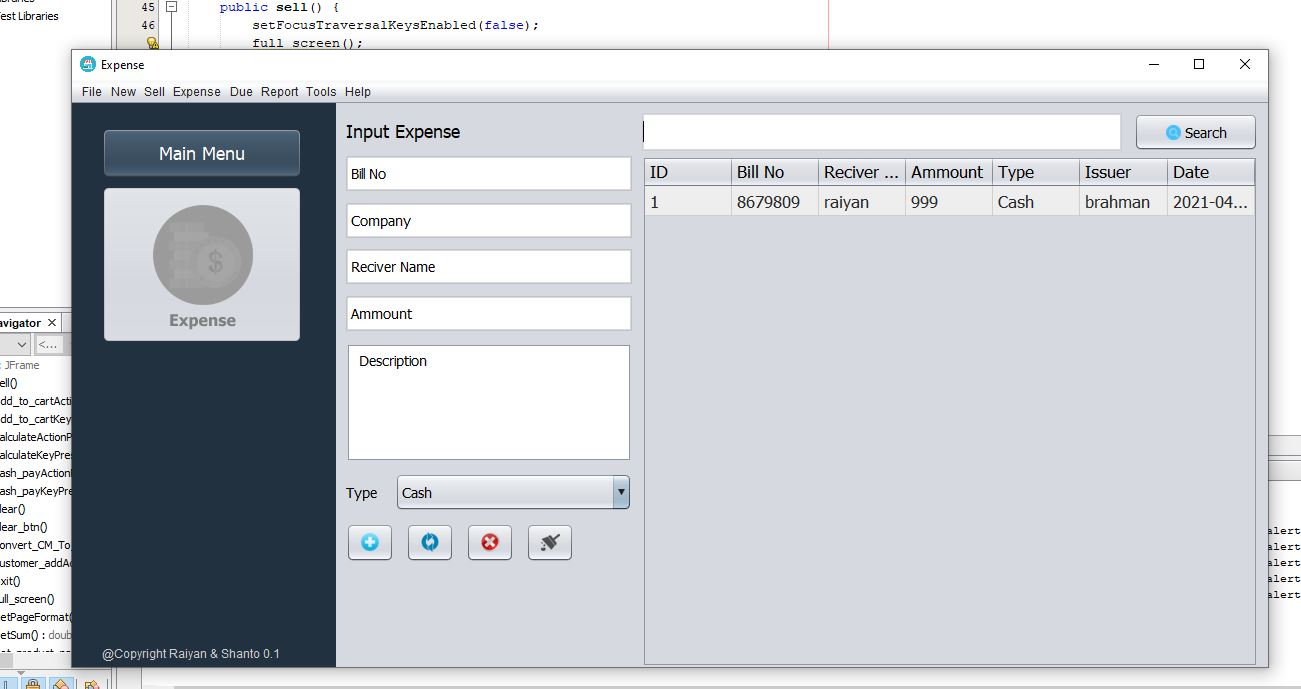 est Libraries
45 public sell() {
46 setFocusTraversalKeysEnabled(false);
full_screen();
Expense
File New Sell Expense Due Report Tools Help
Main Menu
Expense
@Copyright Raiyan & Shanto 0.1
Input Expense
Bill No
Company
Reciver Name
Ammount
Description
Type Cash
Search
ID Bill No Reciver ... Ammount Type Issuer Date
1 8679809 raiyan 999 Cash brahman 2021-04...
avigator
<...
: JFrame
ell()
dd_to_cartActi
dd_to_cartKey
alculateActionP
alculateKeyPres
ash_payAction
ash_payKeyPre
lear()
lear_btn()
onvert_CM_To
ustomer_addAc
xit()
ull_screen()
etPageFormat(
etSum() : doub
alert
alert
alert
alert
alert